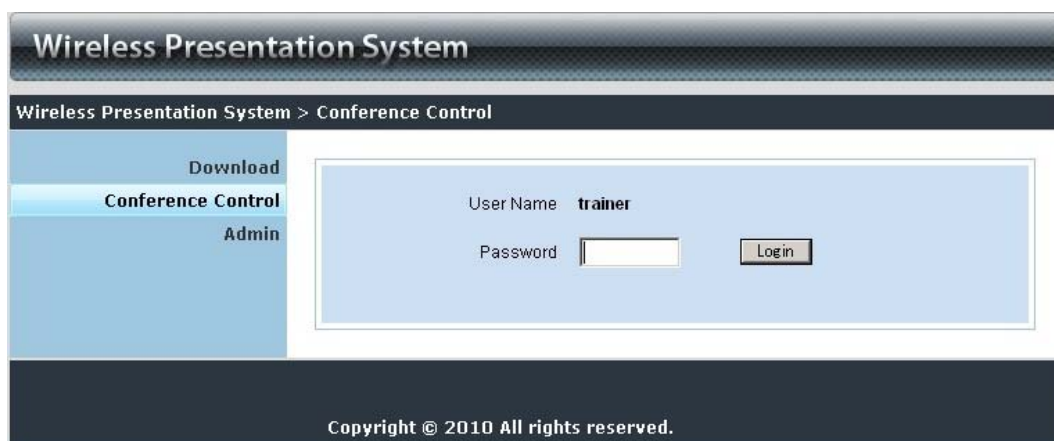 Wireless Presentation System
Wireless Presentation System > Conference Control
Download
Conference Control
Admin
User Name trainer
Password Login
Copyright © 2010 All rights reserved.